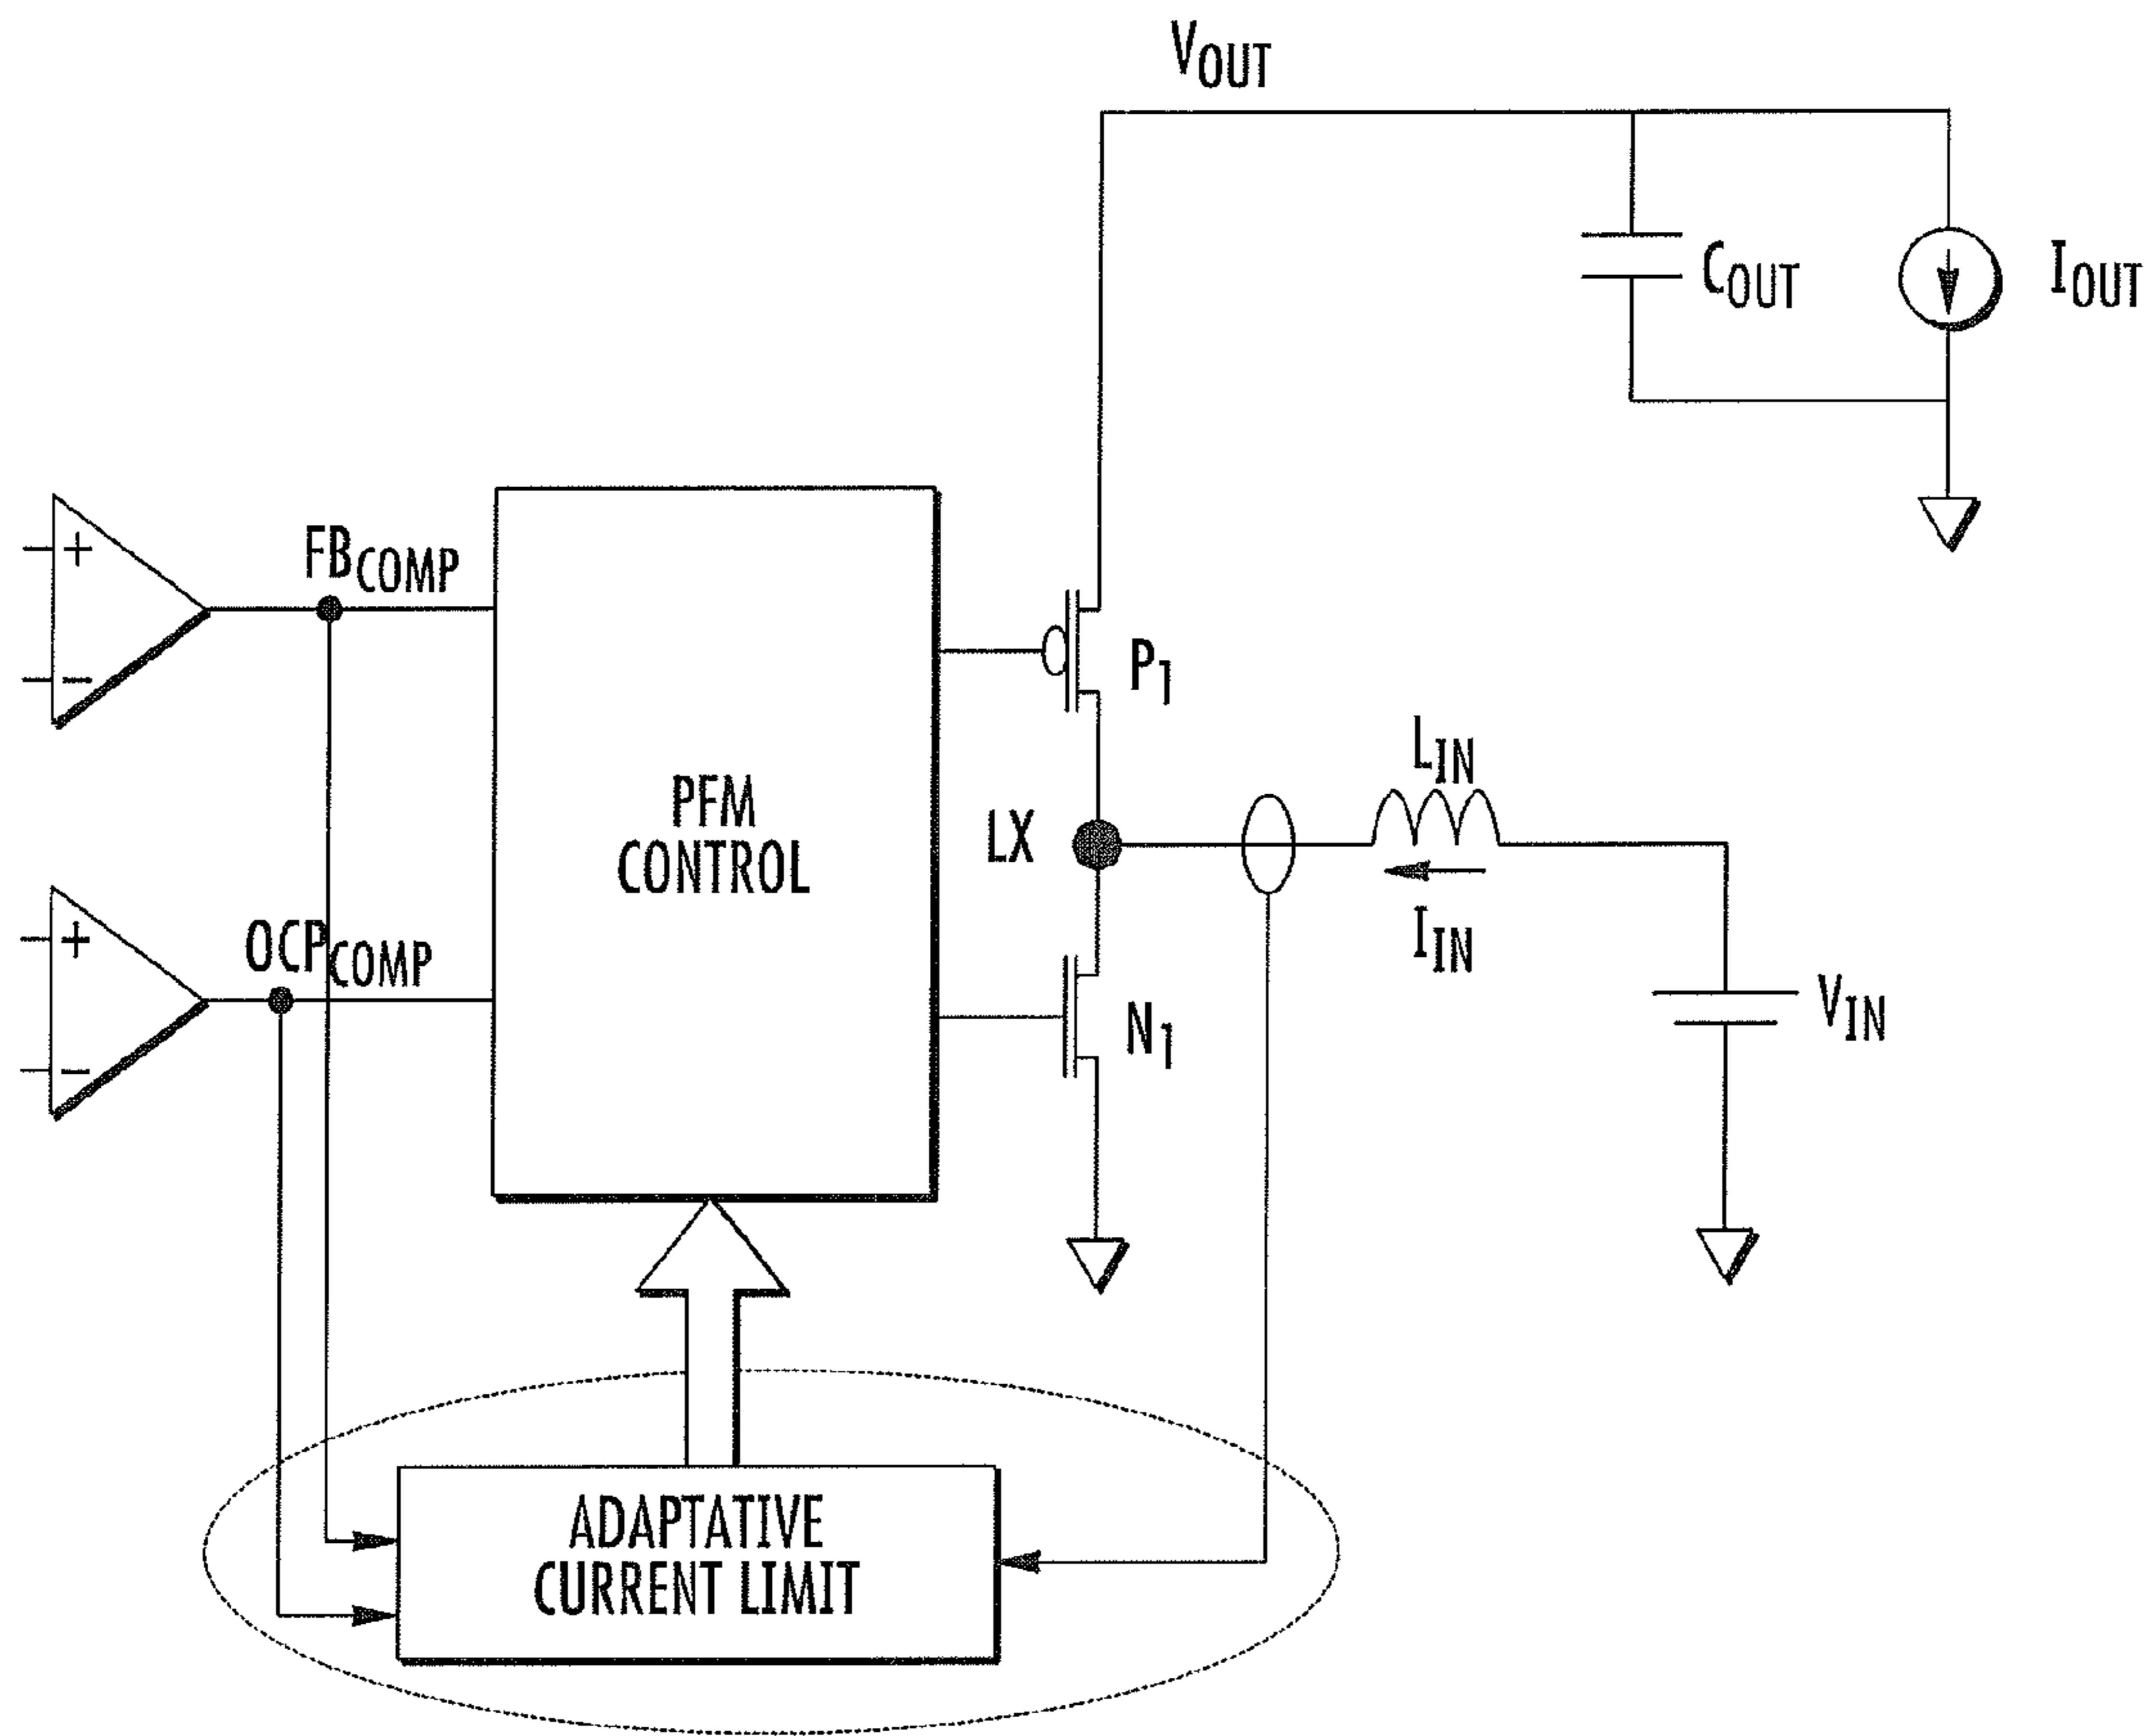 VOUT
COUT
IOUT
+
−
FBCOMP
P1
PFM
CONTROL
LX
LIN
IIN
+
−
OCPCOMP
N1
VIN
ADAPTATIVE
CURRENT LIMIT